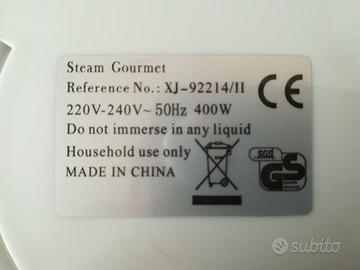 Steam Gourmet
Reference No.: XJ-92214/II
220V-240V~ 50Hz 400W
Do not immerse in any liquid
Household use only
MADE IN CHINA
CE
SGS
GS
subito